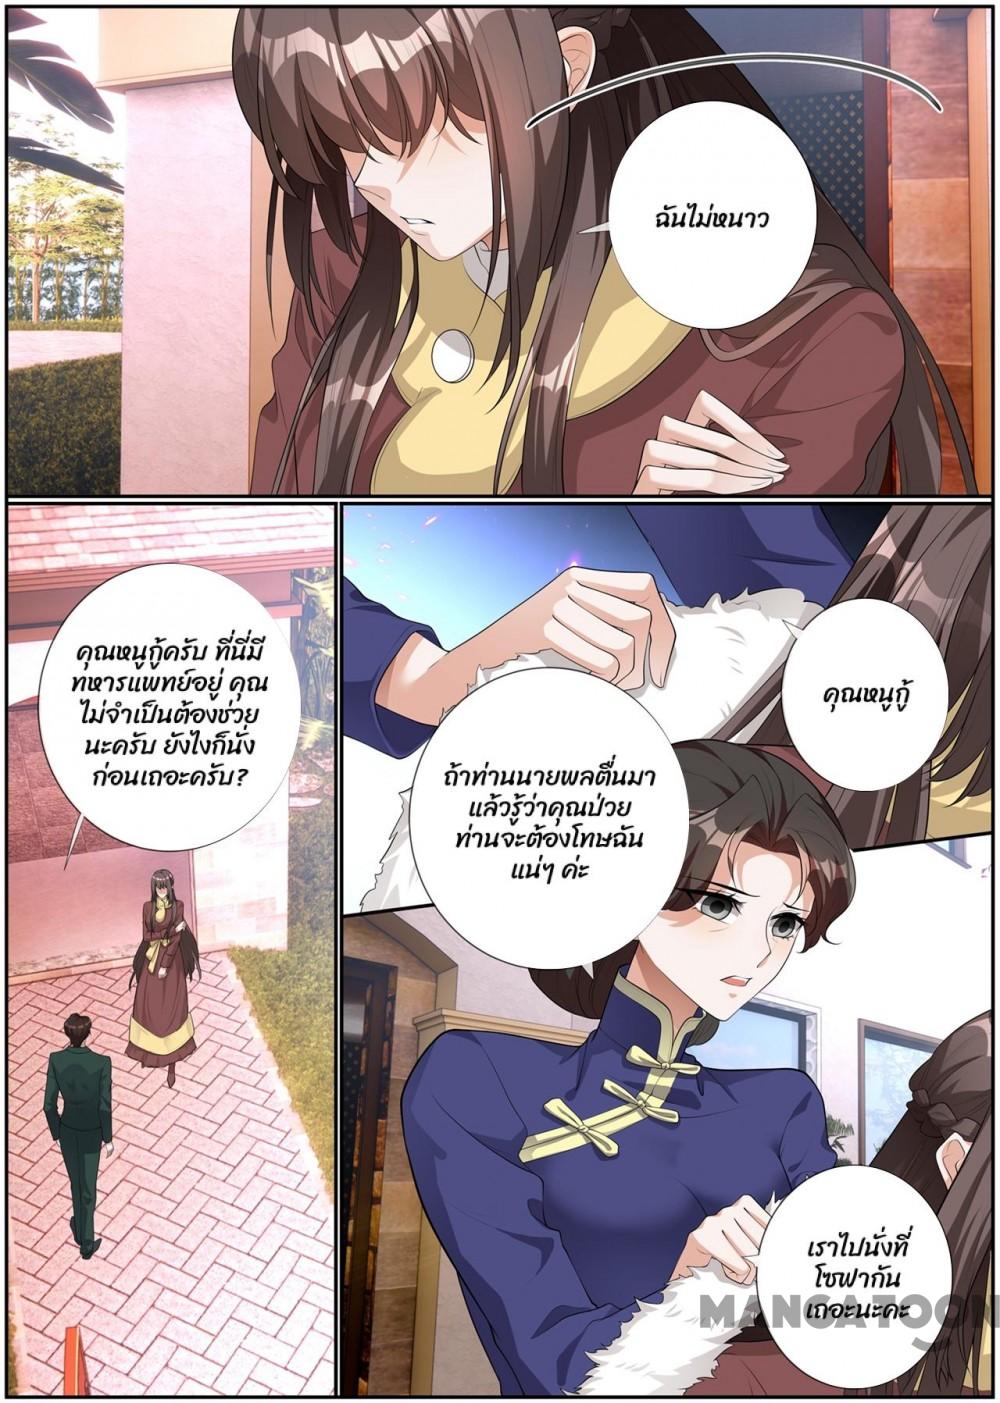 ฉันไม่หนาว
คุณหนูกู้ครับ ที่นี่มี
ทหารแพทย์อยู่ คุณ
ไม่จำเป็นต้องช่วย
นะครับ ยังไงก็นั่ง
ก่อนเถอะครับ?
คุณหนูกู้
ถ้าท่านนายพลตื่นมา
แล้วรู้ว่าคุณป่วย
ท่านจะต้องโทษฉัน
แน่ๆ ค่ะ
เราไปนั่งที่
โซฟากัน
เถอะนะคะ
MANGATOON